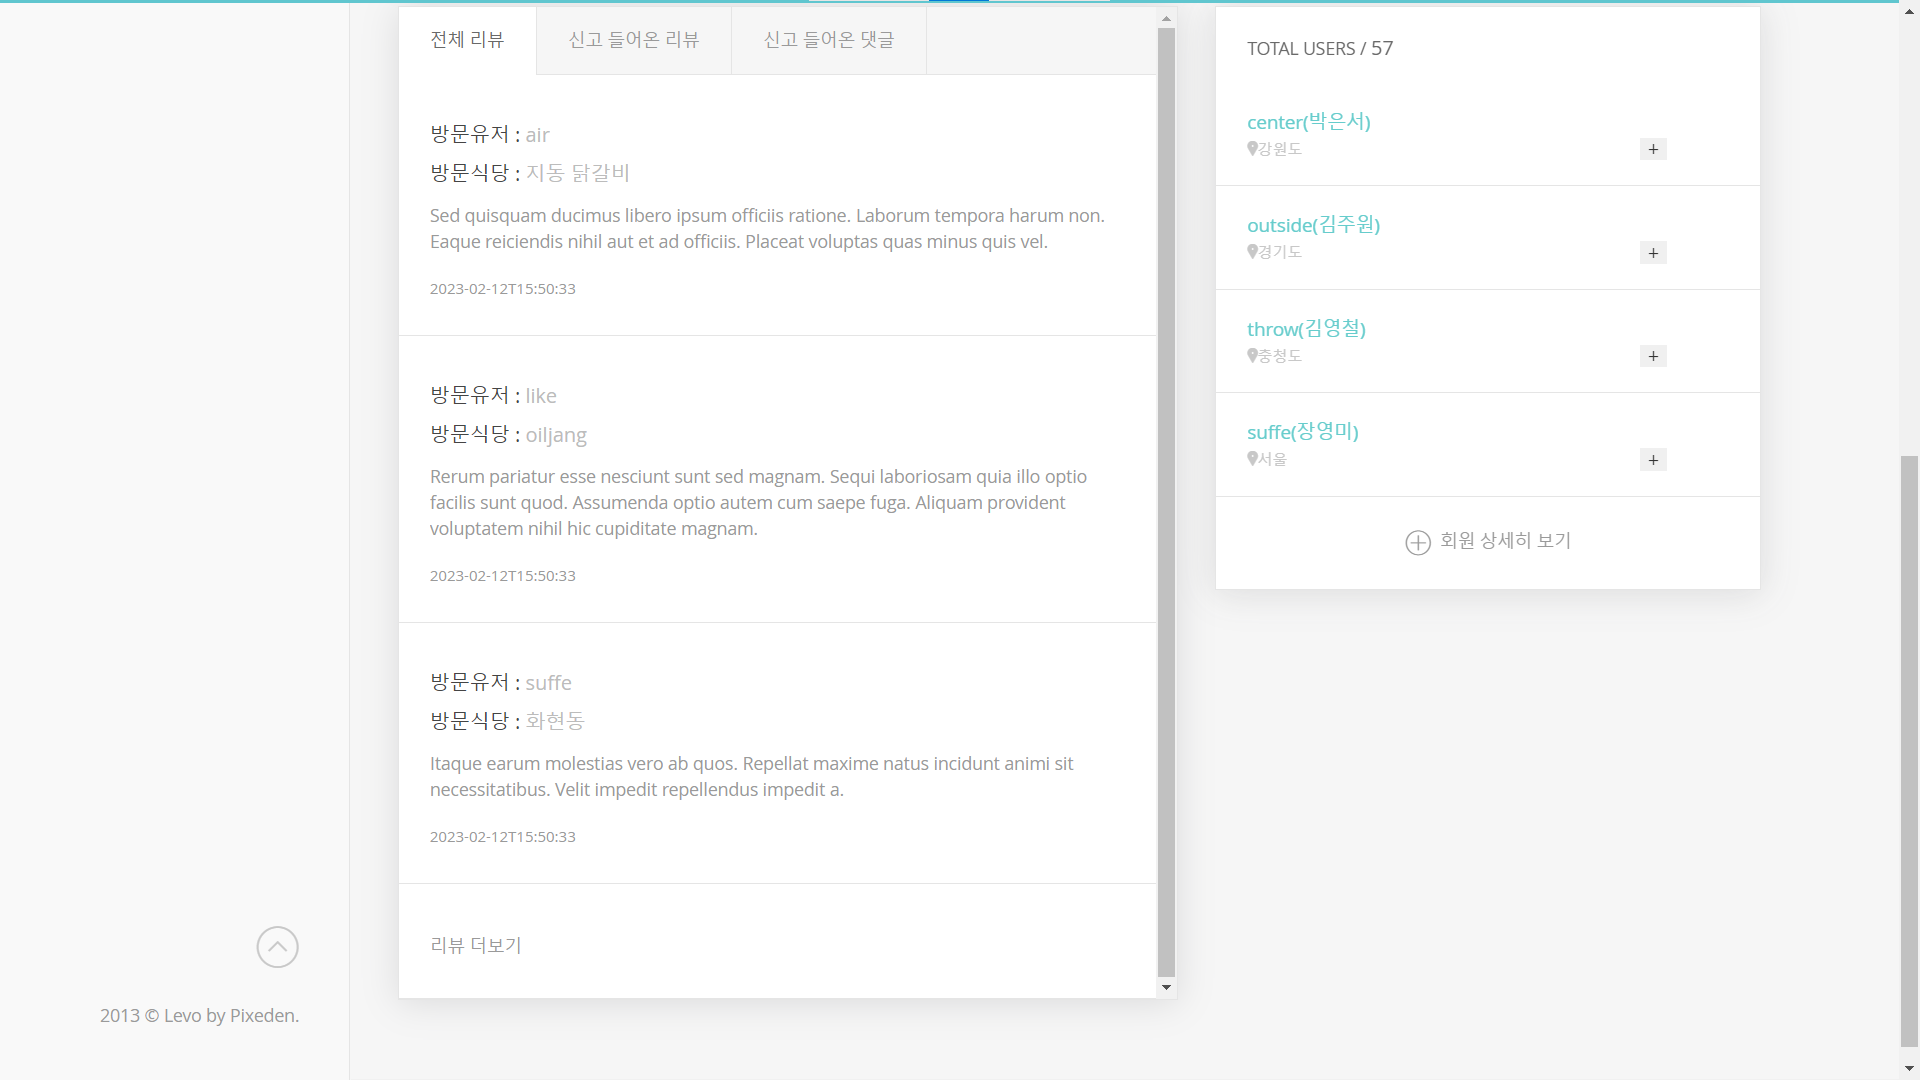 전체 리뷰
신고 들어온 리뷰
신고 들어온 댓글
방문유저 : air
방문식당 : 지동 닭갈비
Sed quisquam ducimus libero ipsum officiis ratione. Laborum tempora harum non.
Eaque reiciendis nihil aut et ad officiis. Placeat voluptas quas minus quis vel.
2023-02-12T15:50:33
방문유저 : like
방문식당 : oiljang
Rerum pariatur esse nesciunt sunt sed magnam. Sequi laboriosam quia illo optio
facilis sunt quod. Assumenda optio autem cum saepe fuga. Aliquam provident
voluptatem nihil hic cupiditate magnam.
2023-02-12T15:50:33
방문유저 : suffe
방문식당 : 화현동
Itaque earum molestias vero ab quos. Repellat maxime natus incidunt animi sit
necessitatibus. Velit impedit repellendus impedit a.
2023-02-12T15:50:33
리뷰 더보기
TOTAL USERS / 57
center(박은서)
강원도
+
outside(김주원)
경기도
+
throw(김영철)
충청도
+
suffe(장영미)
서울
+
회원 상세히 보기
2013 © Levo by Pixeden.